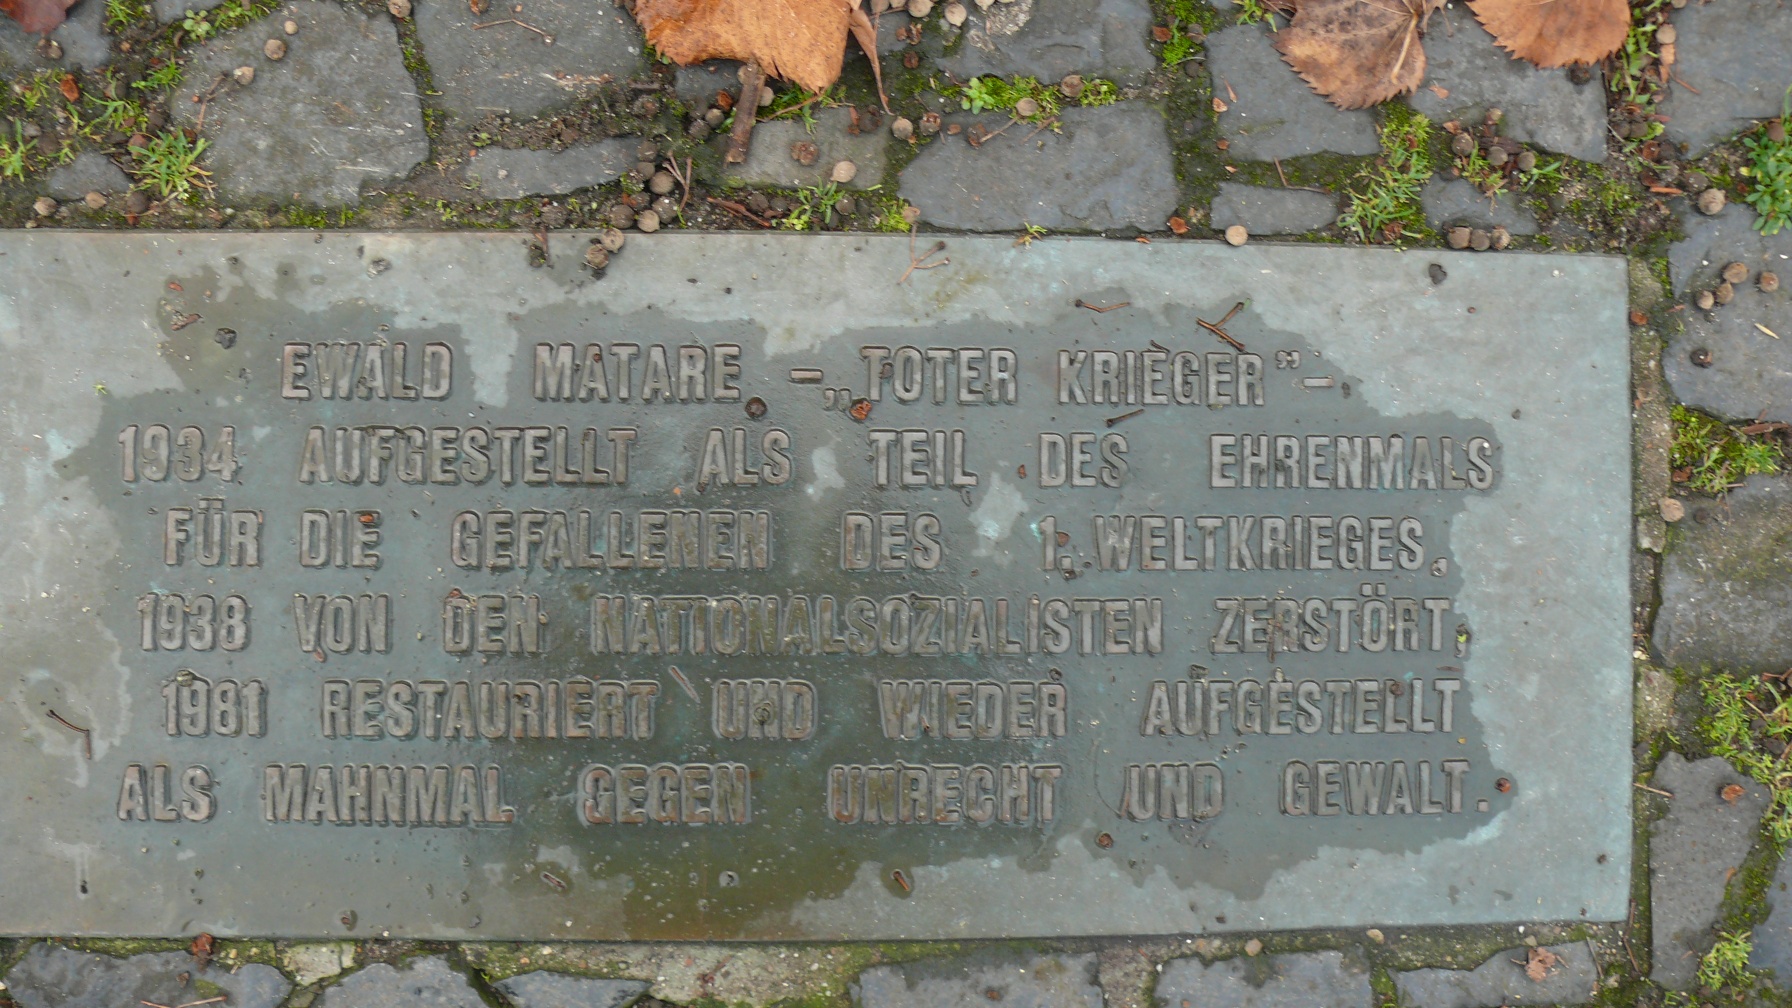 EWALD MATARE –„TOTER KRIEGER”–
1934 AUFGESTELLT ALS TEIL DES EHRENMALS
FÜR DIE GEFALLENEN DES 1. WELTKRIEGES,
1938 VON DEN NATIONALSOZIALISTEN ZERSTÖRT,
1981 RESTAURIERT UND WIEDER AUFGESTELLT
ALS MAHNMAL GEGEN UNRECHT UND GEWALT.